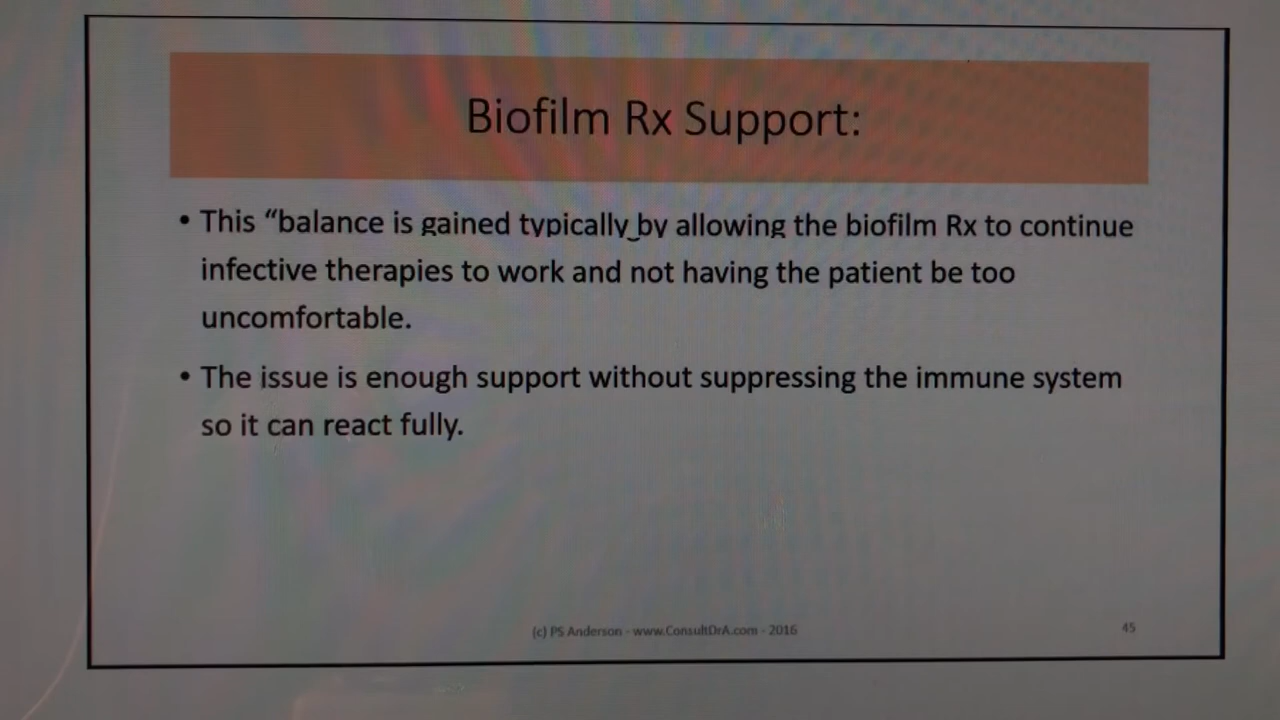 Biofilm Rx Support:
• This “balance is gained typically by allowing the biofilm Rx to continue
infective therapies to work and not having the patient be too
uncomfortable.
• The issue is enough support without suppressing the immune system
so it can react fully.
(c) PS Anderson - www.ConsultDrA.com - 2016
45